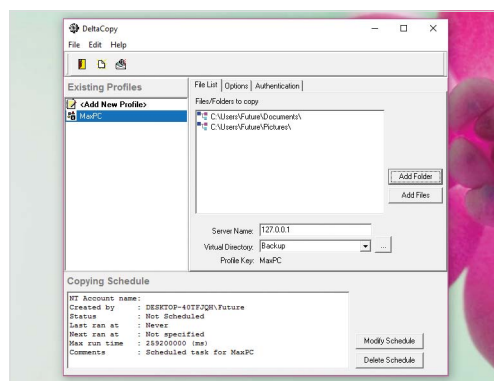 DeltaCopy
File Edit Help
Existing Profiles
<Add New Profile>
MaxPC
File List Options Authentication
Files/Folders to copy
C:\Users\Future\Documents\
C:\Users\Future\Pictures\
Add Folder
Add Files
Server Name: 127.0.0.1
Virtual Directory: Backup ...
Profile Key: MaxPC
Copying Schedule
NT Account name:
Created by : DESKTOP-40TFJQH\Future
Status : Not Scheduled
Last ran at : Never
Next ran at : Not specified
Max run time : 259200000 (ms)
Comments : Scheduled task for MaxPC
Modify Schedule
Delete Schedule